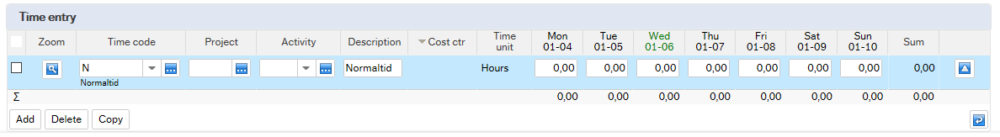 Time entry
Zoom Time code Project Activity Description Cost ctr Time unit Mon 01-04 Tue 01-05 Wed 01-06 Thu 01-07 Fri 01-08 Sat 01-09 Sun 01-10 Sum
N Normaltid Hours 0,00 0,00 0,00 0,00 0,00 0,00 0,00 0,00
Normaltid
Σ 0,00 0,00 0,00 0,00 0,00 0,00 0,00 0,00
Add Delete Copy